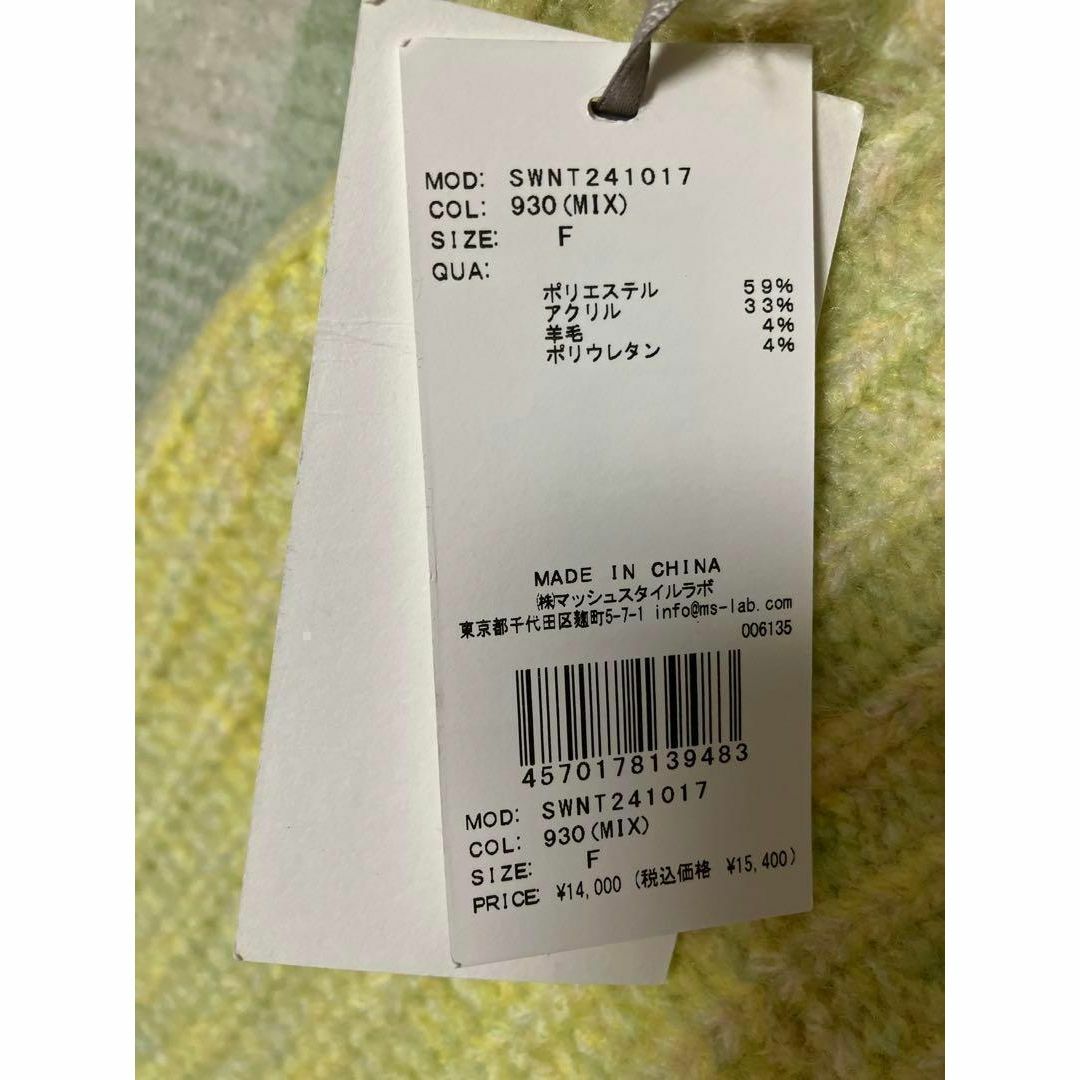 MOD: SWNT241017
COL: 930(MIX)
SIZE: F
QUA:
ポリエステル 59%
アクリル 33%
羊毛 4%
ポリウレタン 4%
MADE IN CHINA
㈱マッシュスタイルラボ
東京都千代田区麹町5-7-1 info@ms-lab.com
006135
4570178139483
MOD: SWNT241017
COL: 930(MIX)
SIZE: F
PRICE: ¥14,000 (税込価格 ¥15,400)